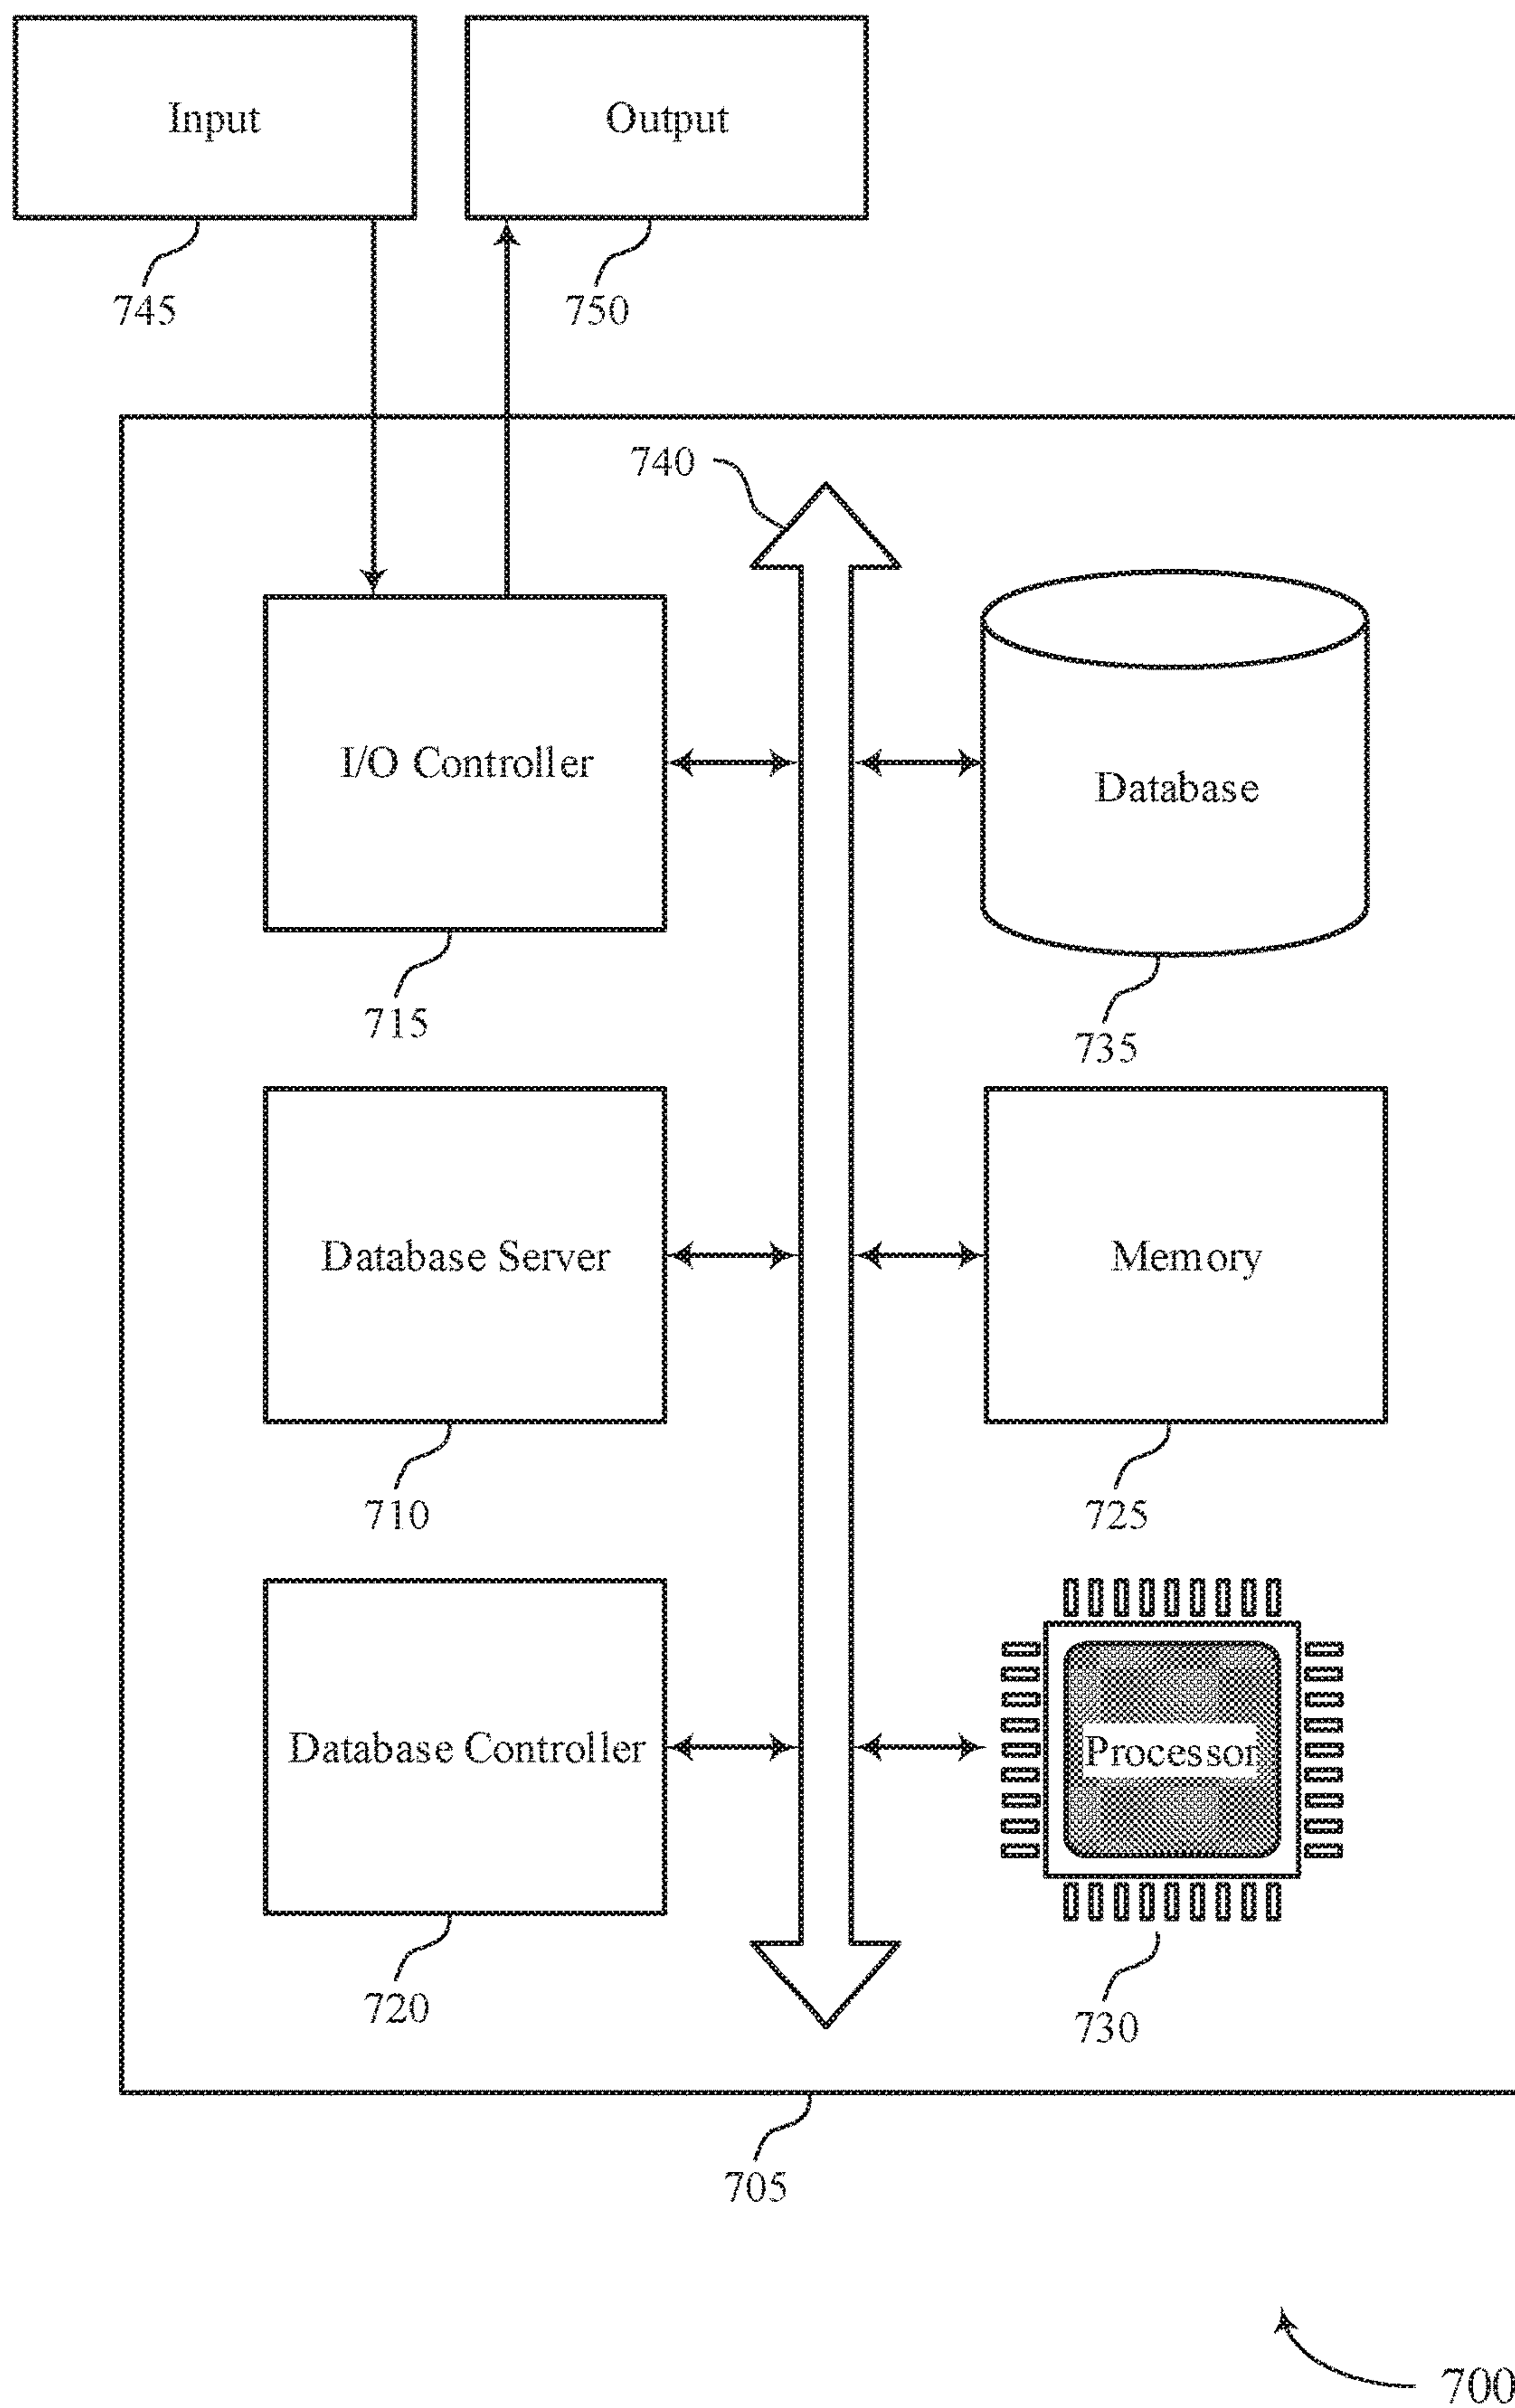 Input
Output
745
750
740
I/O Controller
Database
715
735
Database Server
Memory
710
725
Database Controller
Processor
720
730
705
700